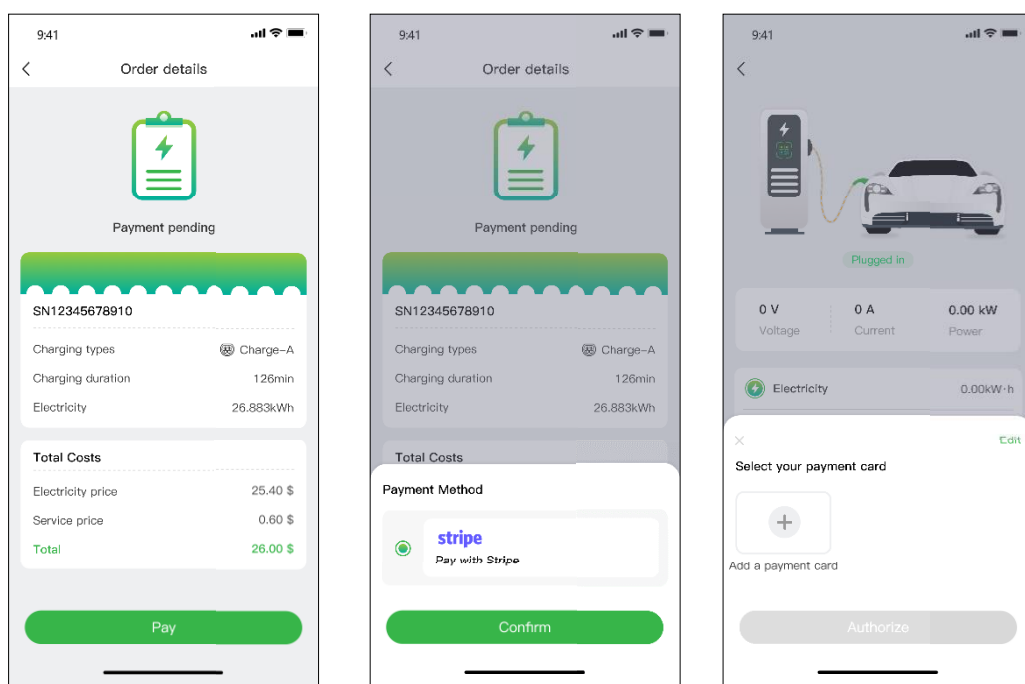 9:41
Order details
Payment pending
SN12345678910
Charging types Charge-A
Charging duration 126min
Electricity 26.883kWh
Total Costs
Electricity price 25.40 $
Service price 0.60 $
Total 26.00 $
Pay
9:41
Order details
Payment pending
SN12345678910
Charging types Charge-A
Charging duration 126min
Electricity 26.883kWh
Total Costs
Payment Method
stripe
Pay with Stripe
Confirm
9:41
Plugged in
0 V 0 A 0.00 kW
Voltage Current Power
Electricity 0.00kW·h
Edit
Select your payment card
Add a payment card
Authorize